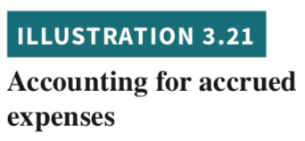 ILLUSTRATION 3.21
Accounting for accrued
expenses